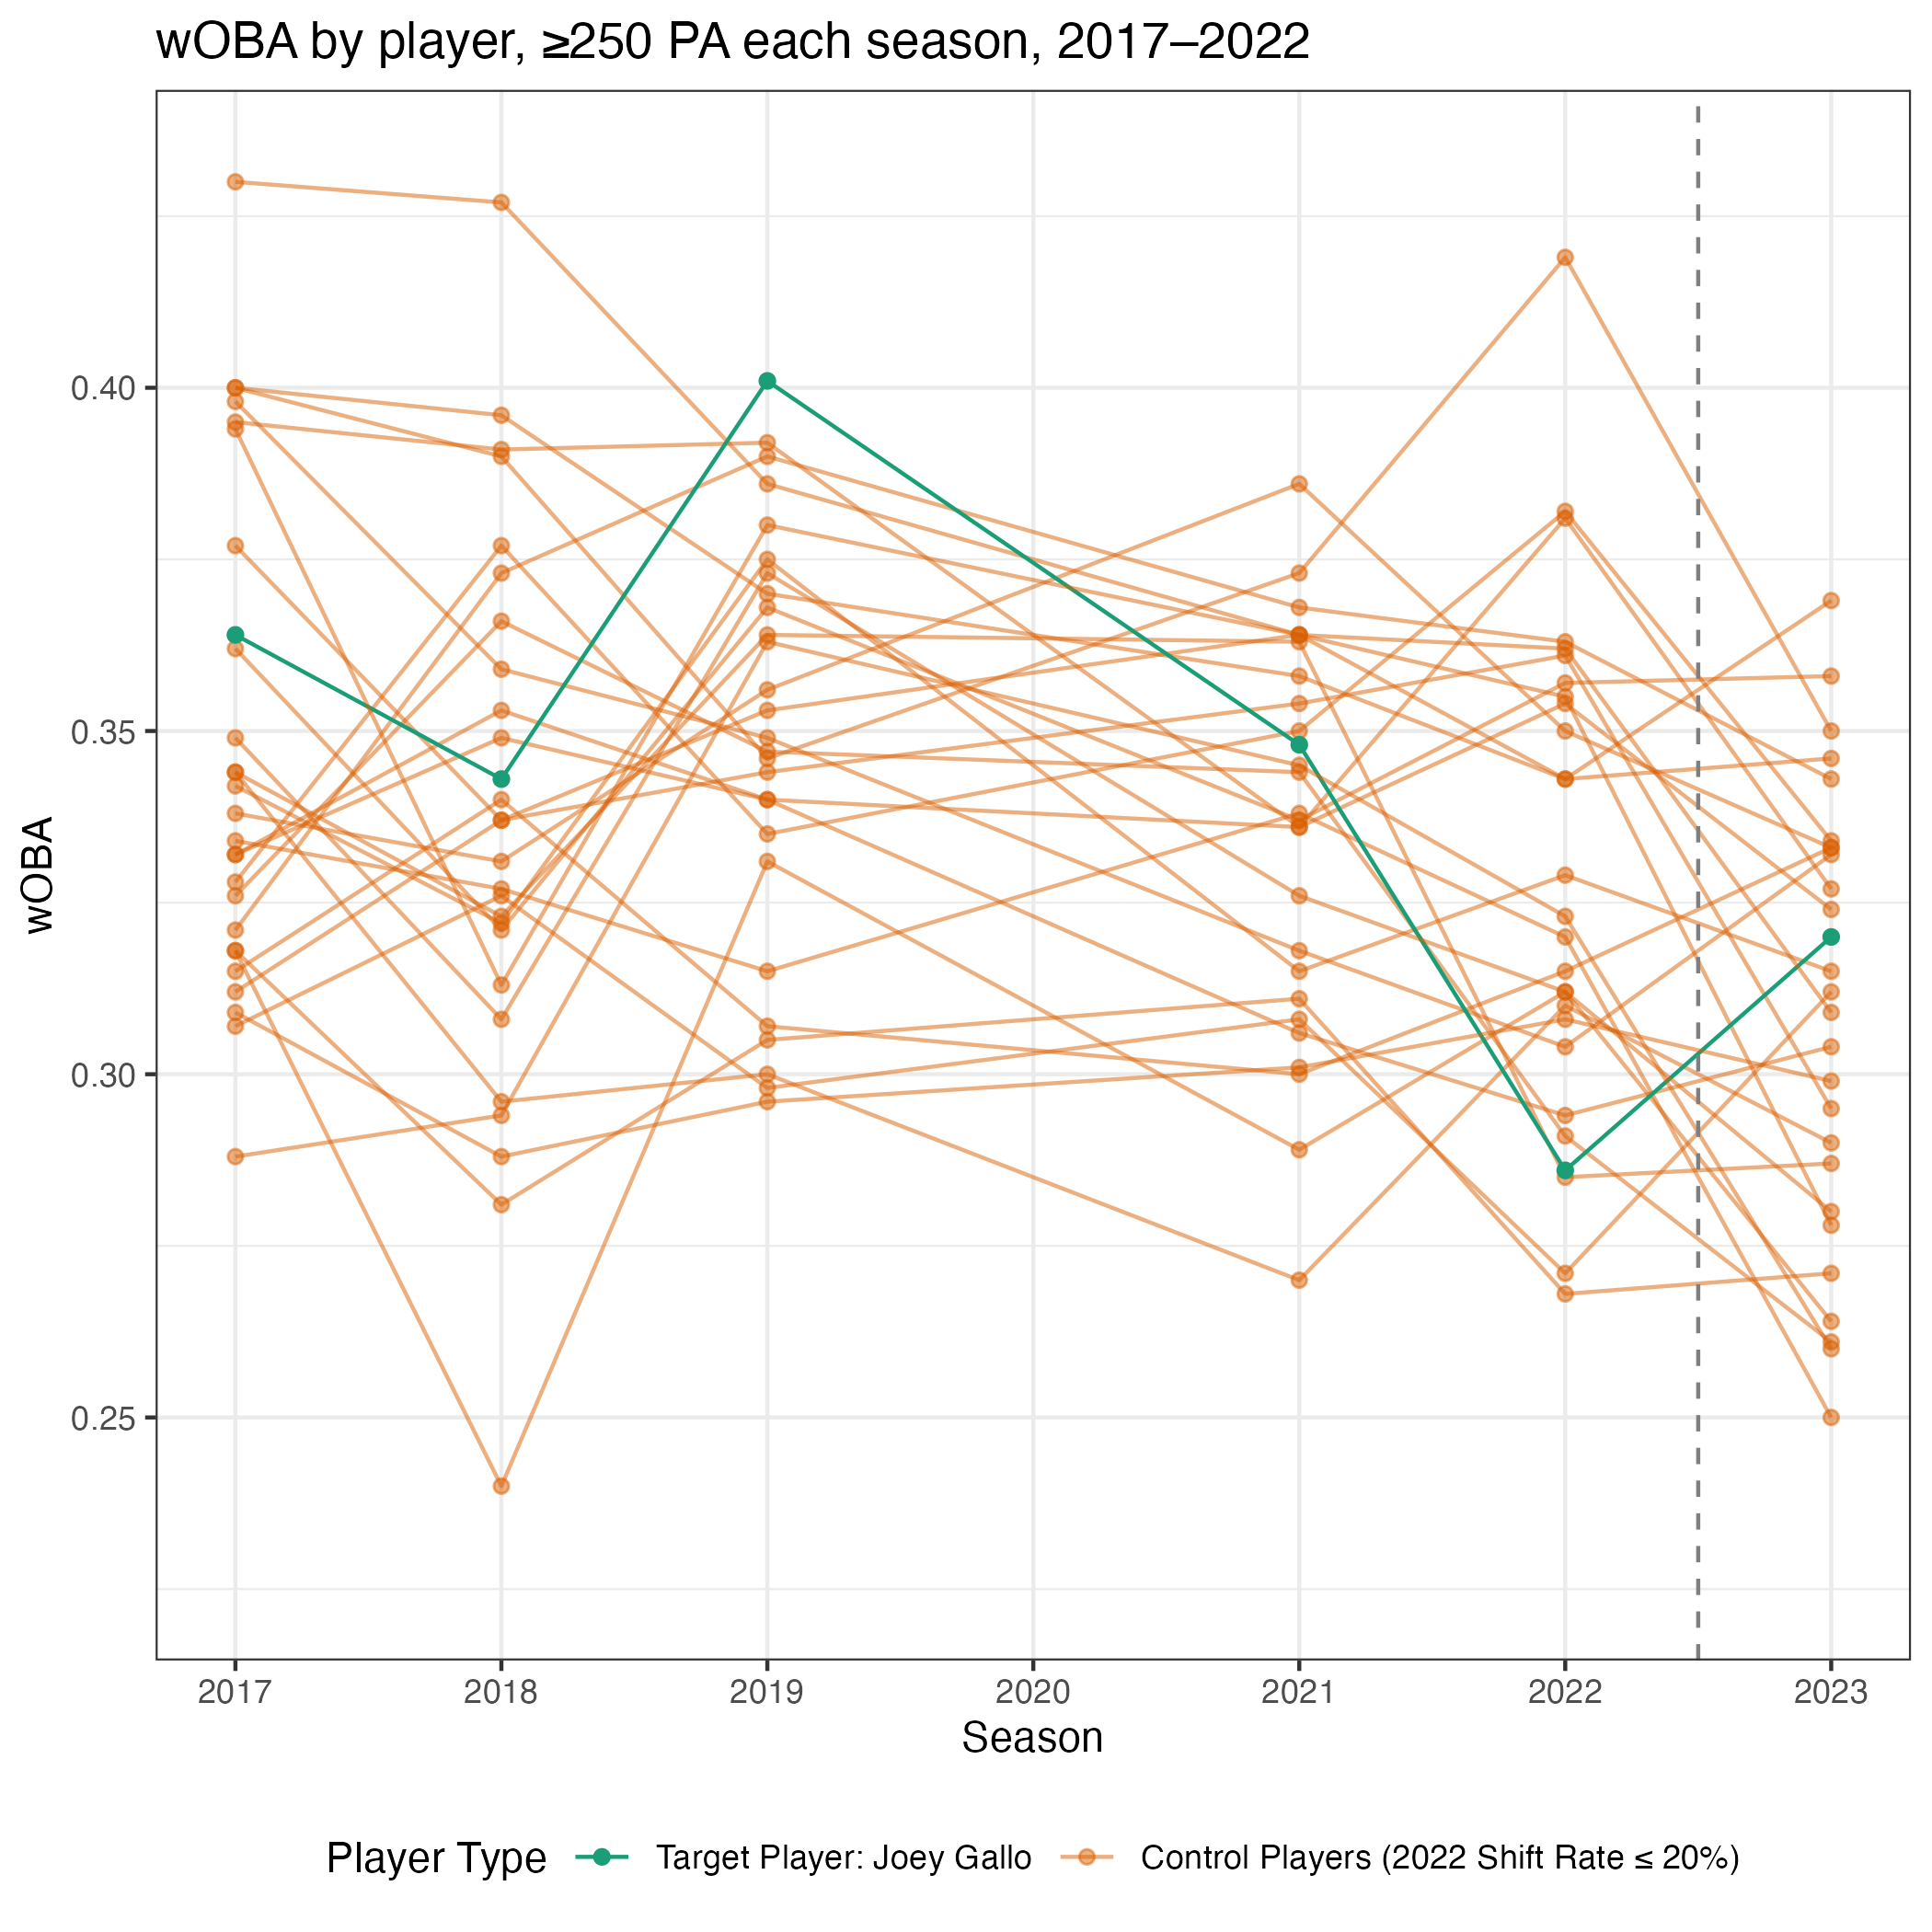 wOBA by player, ≥250 PA each season, 2017–2022
wOBA
0.40
0.35
0.30
0.25
2017 2018 2019 2020 2021 2022 2023
Season
Player Type Target Player: Joey Gallo Control Players (2022 Shift Rate ≤ 20%)